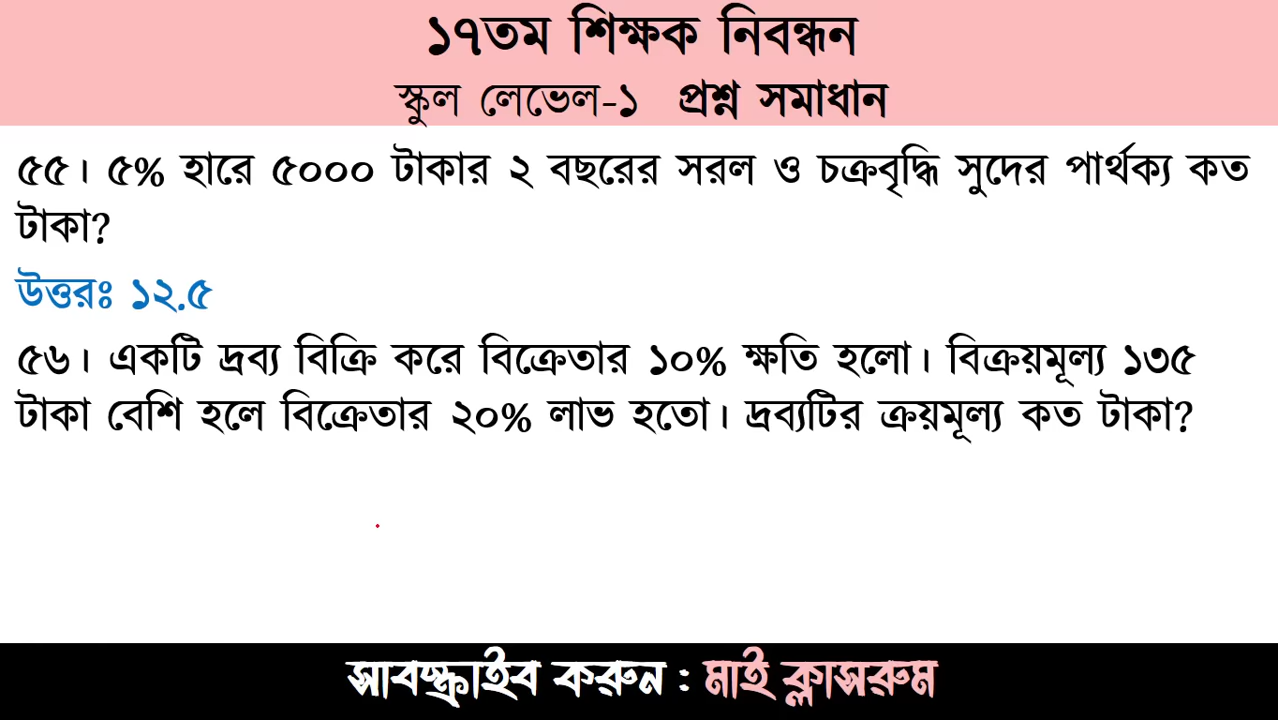 ১৭তম শিক্ষক নিবন্ধন
স্কুল লেভেল-১ প্রশ্ন সমাধান
৫৫। ৫% হারে ৫০০০ টাকার ২ বছরের সরল ও চক্রবৃদ্ধি সুদের পার্থক্য কত
টাকা?
উত্তরঃ ১২.৫
৫৬। একটি দ্রব্য বিক্রি করে বিক্রেতার ১০% ক্ষতি হলো। বিক্রয়মূল্য ১৩৫
টাকা বেশি হলে বিক্রেতার ২০% লাভ হতো। দ্রব্যটির ক্রয়মূল্য কত টাকা?
সাবস্ক্রাইব করুন : মাই ক্লাসরুম